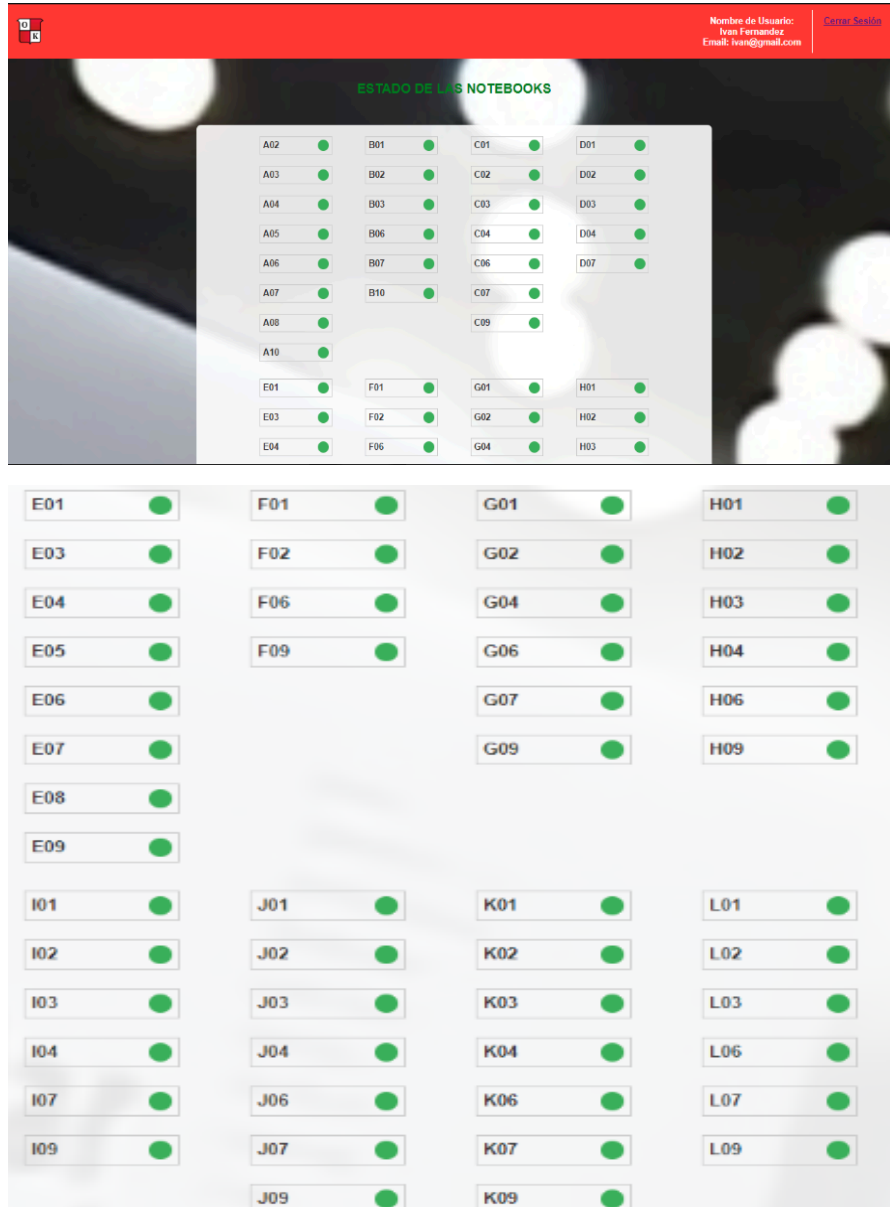 O
K
Nombre de Usuario:
Ivan Fernandez
Email: ivan@gmail.com
Cerrar Sesión
ESTADO DE LAS NOTEBOOKS
A02 B01 C01 D01
A03 B02 C02 D02
A04 B03 C03 D03
A05 B06 C04 D04
A06 B07 C06 D07
A07 B10 C07
A08 C09
A10
E01 F01 G01 H01
E03 F02 G02 H02
E04 F06 G04 H03
E01 F01 G01 H01
E03 F02 G02 H02
E04 F06 G04 H03
E05 F09 G06 H04
E06 G07 H06
E07 G09 H09
E08
E09
I01 J01 K01 L01
I02 J02 K02 L02
I03 J03 K03 L03
I04 J04 K04 L06
I07 J06 K06 L07
I09 J07 K07 L09
J09 K09